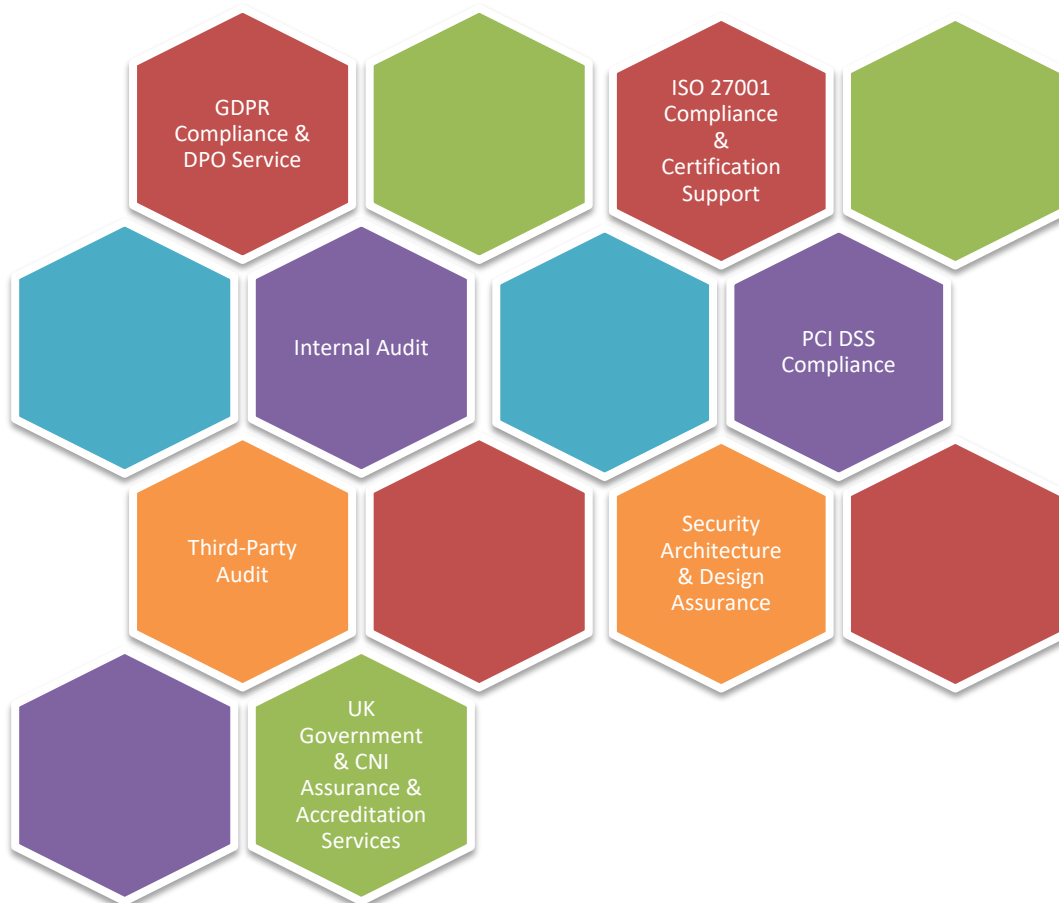 GDPR
Compliance &
DPO Service
ISO 27001
Compliance
&
Certification
Support
Internal Audit
PCI DSS
Compliance
Third-Party
Audit
Security
Architecture
& Design
Assurance
UK
Government
& CNI
Assurance &
Accreditation
Services